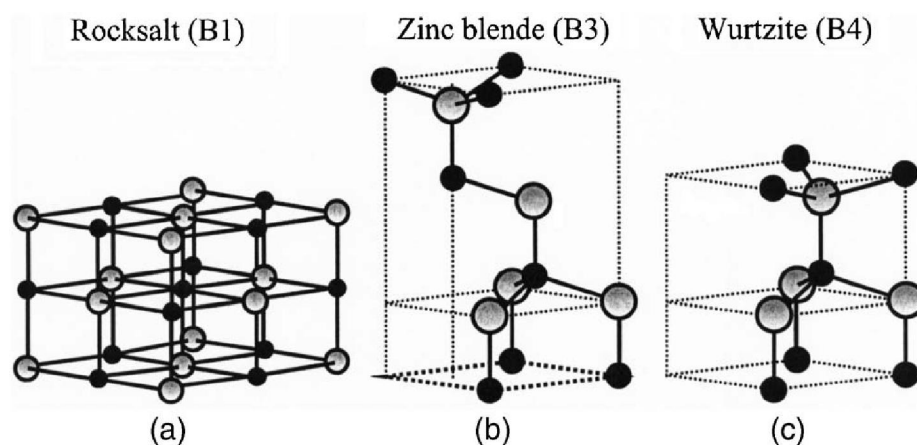 Rocksalt (B1)
Zinc blende (B3)
Wurtzite (B4)
(a)
(b)
(c)